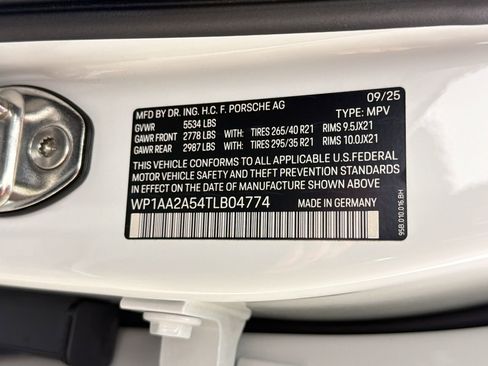 09/25
MFD BY DR. ING. H.C. F. PORSCHE AG
GVWR 5534 LBS TYPE: MPV
GAWR FRONT 2778 LBS WITH: TIRES 265/40 R21 RIMS 9.5JX21
GAWR REAR 2987 LBS WITH: TIRES 295/35 R21 RIMS 10.0JX21
THIS VEHICLE CONFORMS TO ALL APPLICABLE U.S.FEDERAL
MOTOR VEHICLE SAFETY AND THEFT PREVENTION STANDARDS
IN EFFECT ON THE DATE OF MANUFACTURE SHOWN ABOVE
WP1AA2A54TLB04774 MADE IN GERMANY
95B.010.016.BH